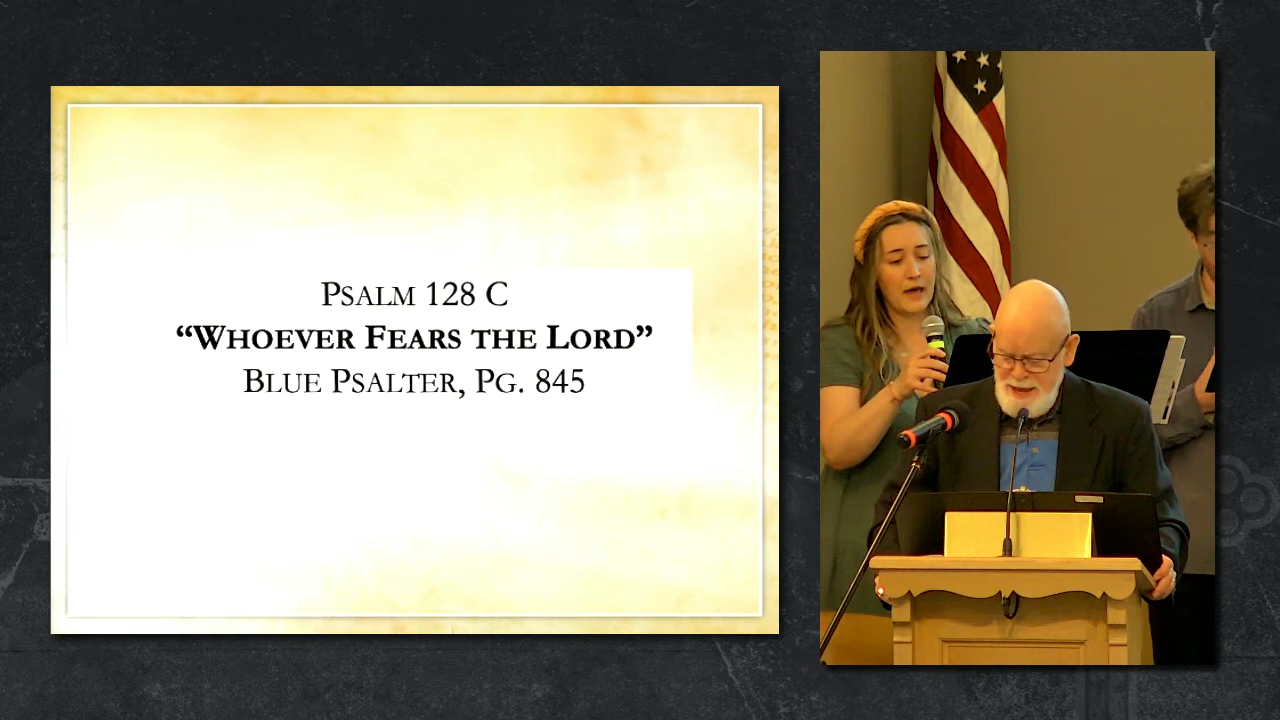 Psalm 128 C
“Whoever Fears the Lord”
Blue Psalter, Pg. 845